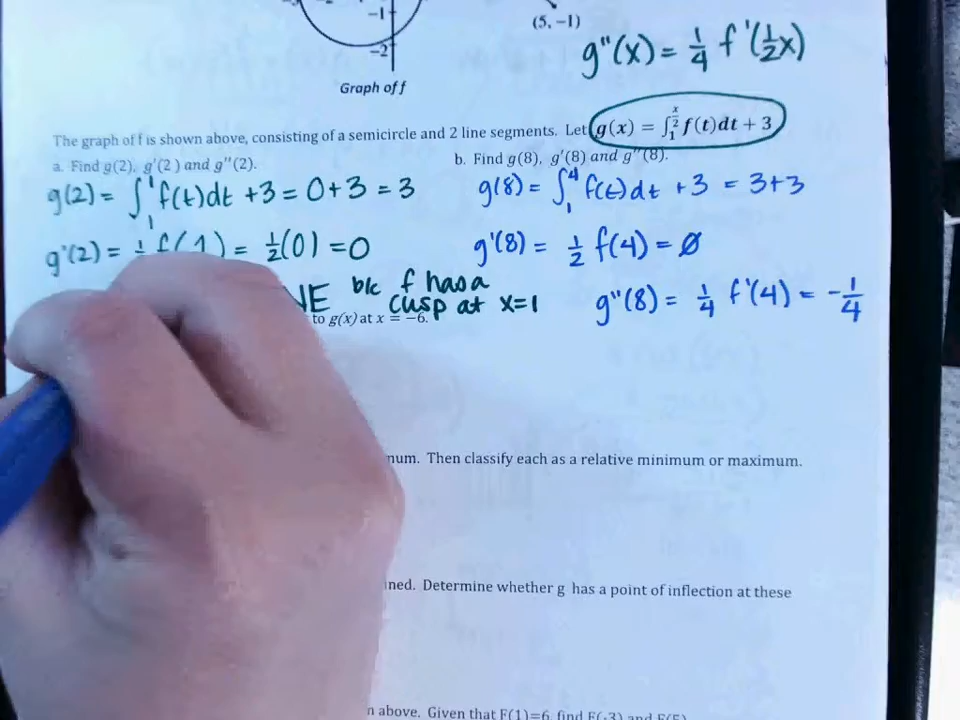 -1
(5, -1)
-2
g"(x) = 1/4 f'(1/2x)
Graph of f
The graph of f is shown above, consisting of a semicircle and 2 line segments. Let g(x) = ∫₁^(x/2) f(t)dt + 3
a. Find g(2), g'(2) and g"(2).
b. Find g(8), g'(8) and g"(8).
g(2) = ∫₁¹ f(t)dt + 3 = 0+3 = 3
g(8) = ∫₁⁴ f(t)dt + 3 = 3+3
g'(2) = 1/2 f(1) = 1/2(0) = 0
g'(8) = 1/2 f(4) = 0
NE b/c f has a
cusp at x=1
g"(8) = 1/4 f'(4) = -1/4
to g(x) at x = -6.
Then classify each as a relative minimum or maximum.
Determine whether g has a point of inflection at these
above. Given that F(1)=6, find F(-3) and F(5)